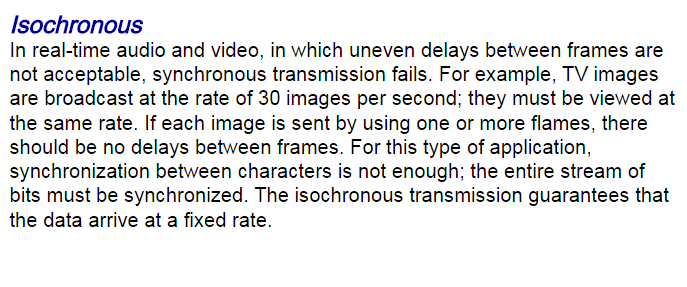 Isochronous
In real-time audio and video, in which uneven delays between frames are
not acceptable, synchronous transmission fails. For example, TV images
are broadcast at the rate of 30 images per second; they must be viewed at
the same rate. If each image is sent by using one or more flames, there
should be no delays between frames. For this type of application,
synchronization between characters is not enough; the entire stream of
bits must be synchronized. The isochronous transmission guarantees that
the data arrive at a fixed rate.